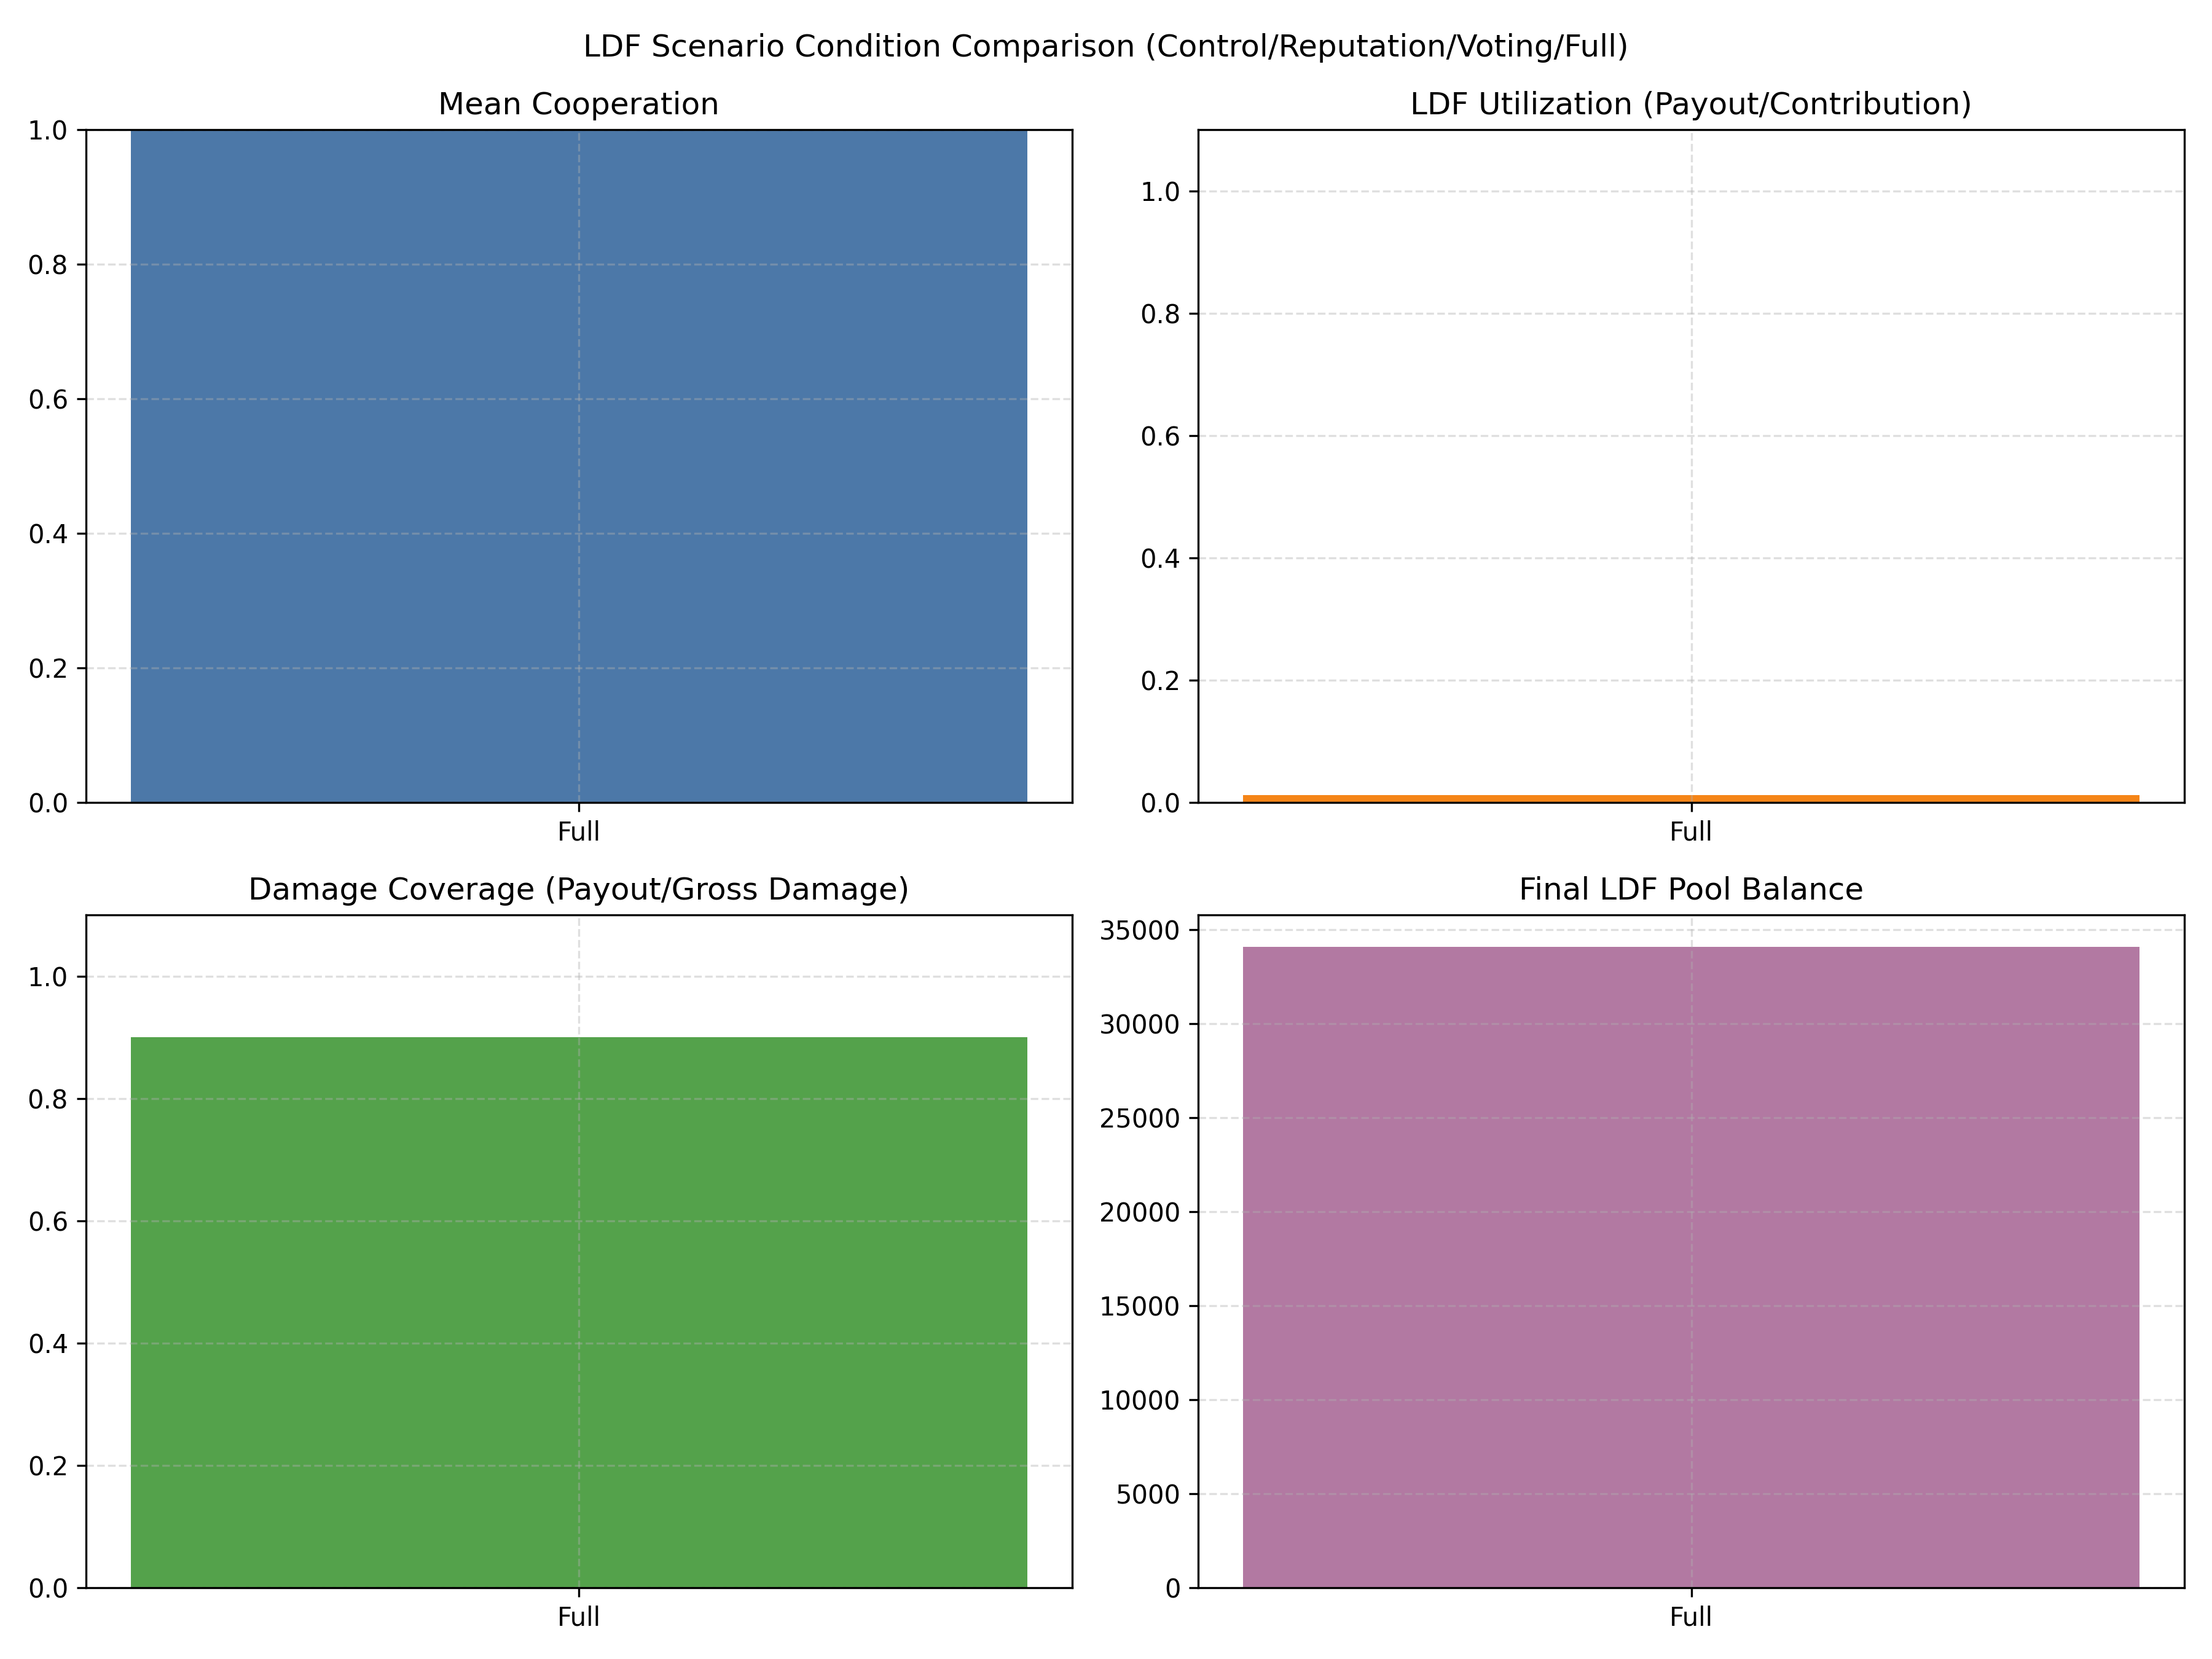 LDF Scenario Condition Comparison (Control/Reputation/Voting/Full)
Mean Cooperation
1.0
0.8
0.6
0.4
0.2
0.0
Full
LDF Utilization (Payout/Contribution)
1.0
0.8
0.6
0.4
0.2
0.0
Full
Damage Coverage (Payout/Gross Damage)
1.0
0.8
0.6
0.4
0.2
0.0
Full
Final LDF Pool Balance
35000
30000
25000
20000
15000
10000
5000
0
Full